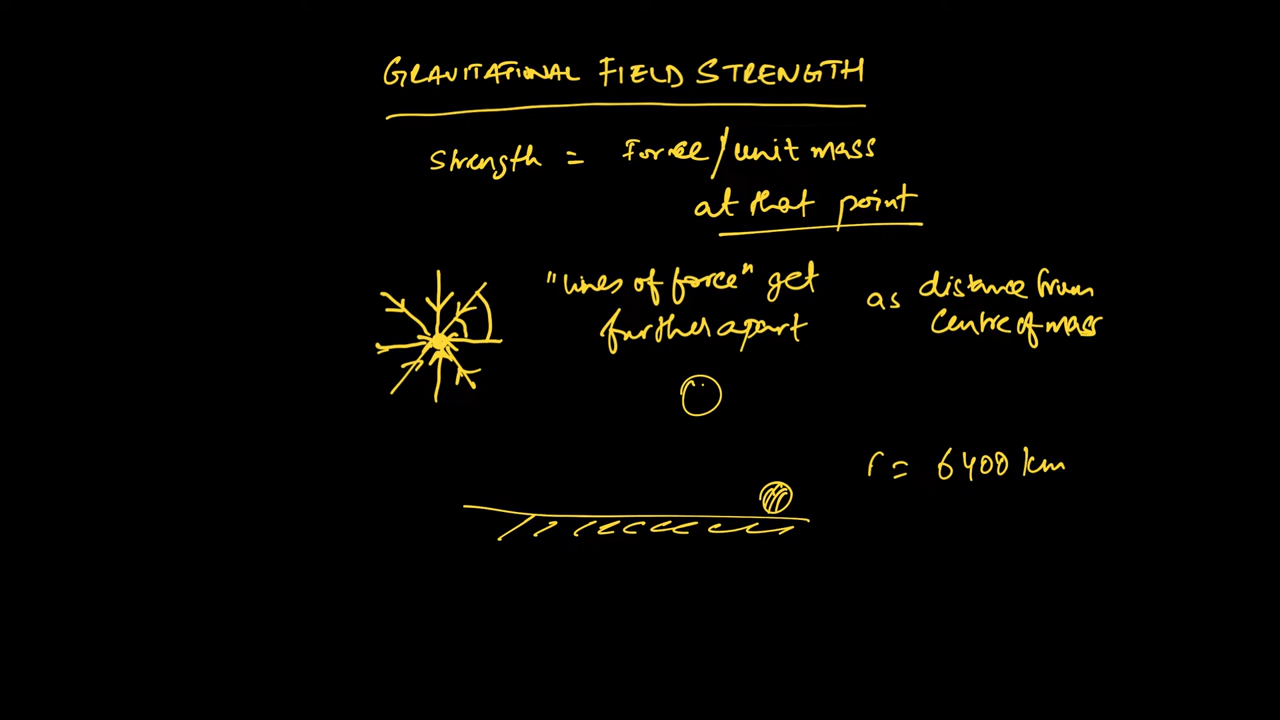 GRAVITATIONAL FIELD STRENGTH
Strength = Force/unit mass
at that point
"lines of force" get
further apart
as distance from
centre of mass
r = 6400 km